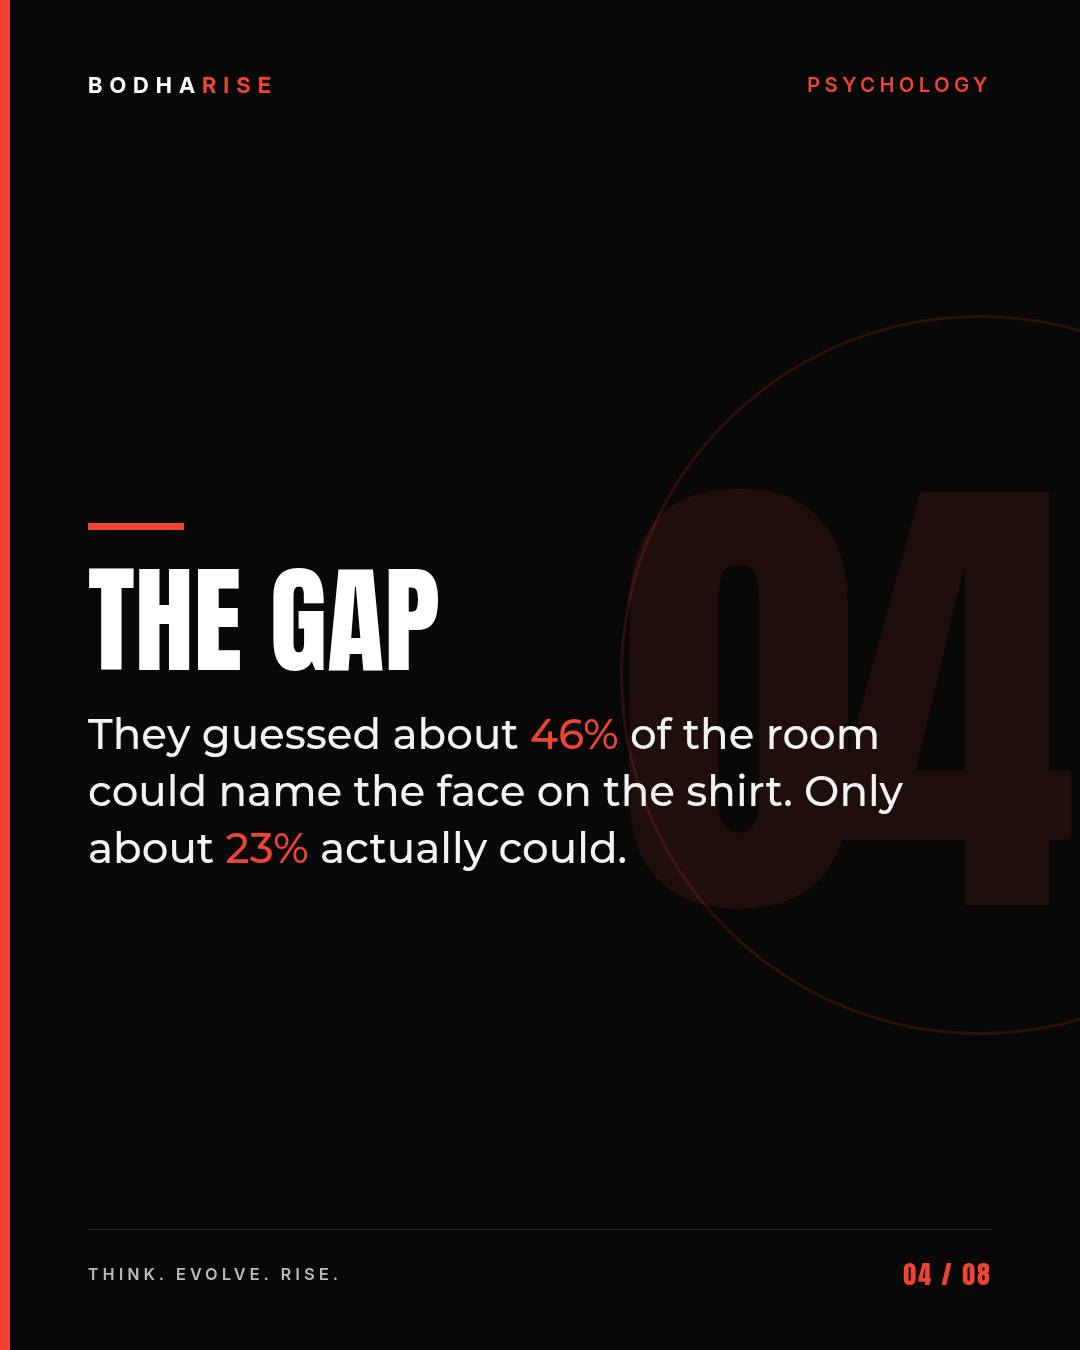 BODHARISE
PSYCHOLOGY
04
THE GAP
They guessed about 46% of the room
could name the face on the shirt. Only
about 23% actually could.
THINK. EVOLVE. RISE.
04 / 08